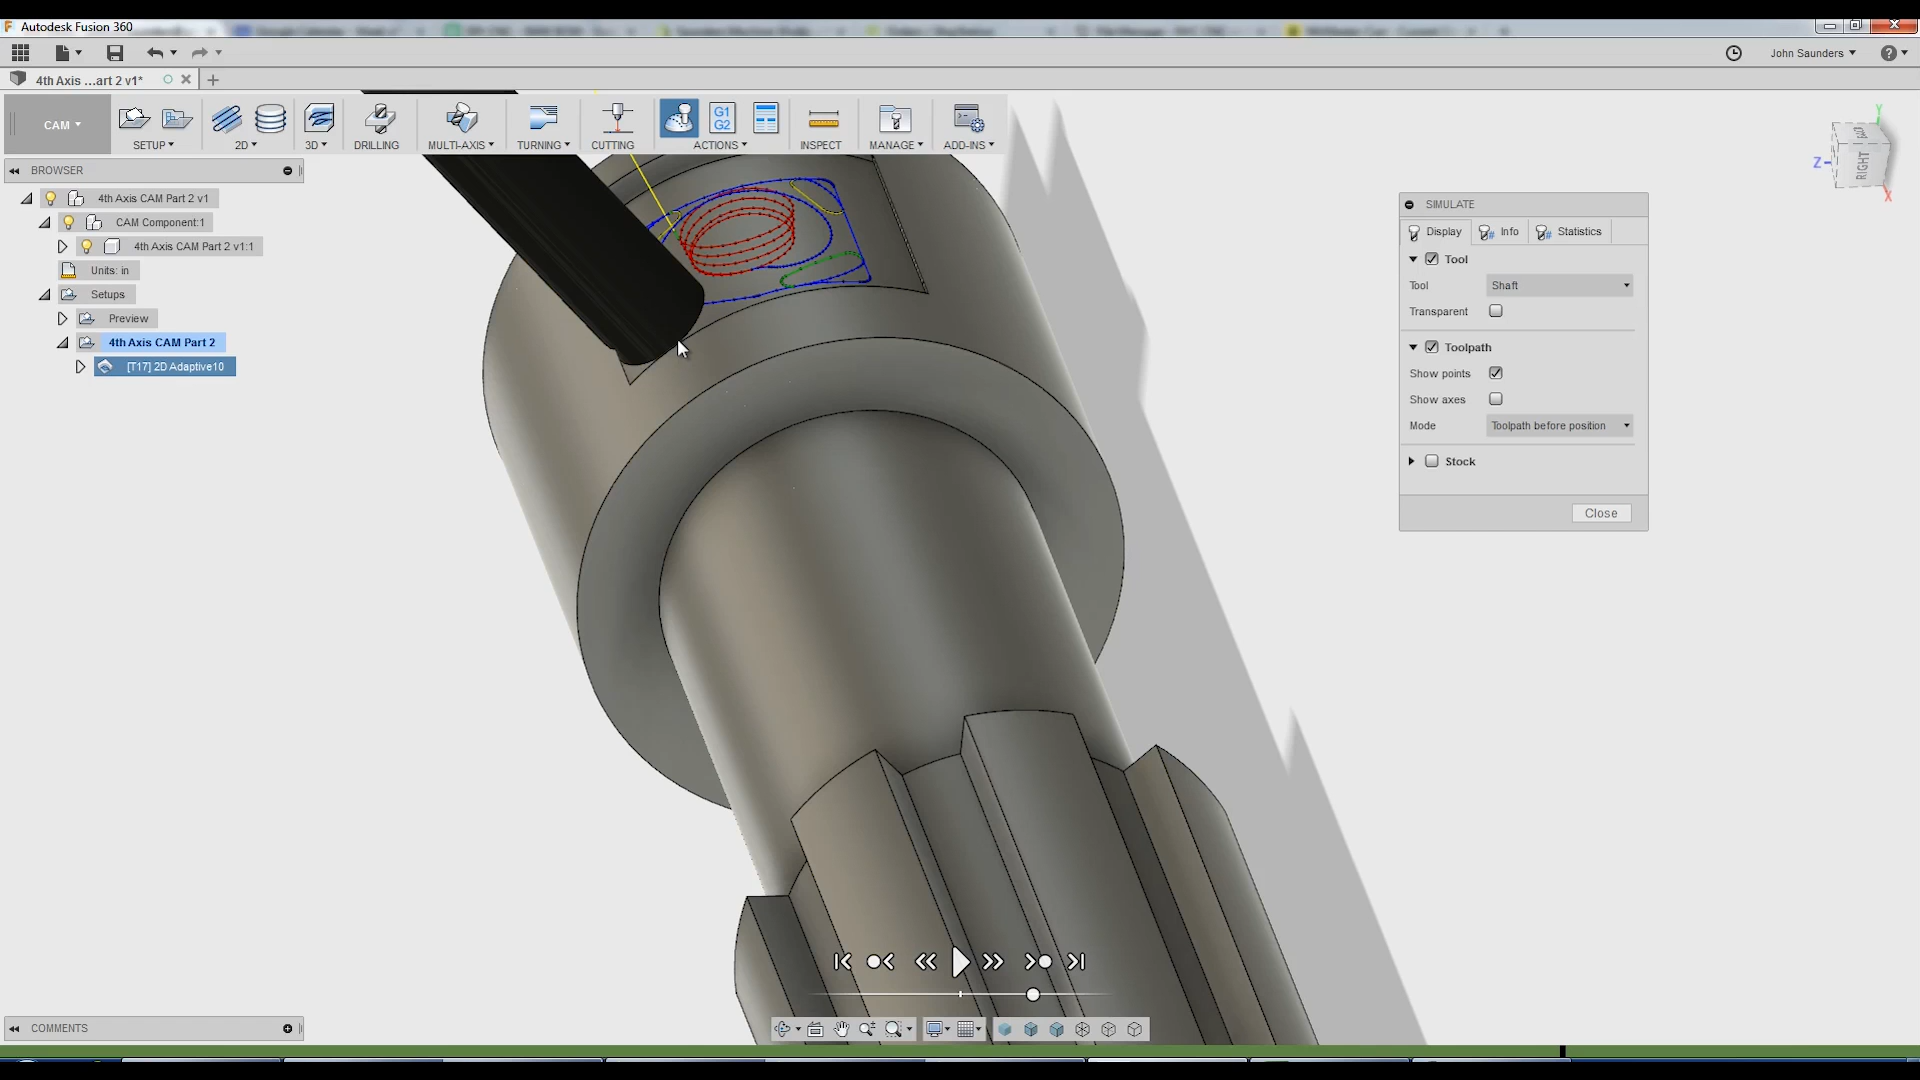 Autodesk Fusion 360
John Saunders
4th Axis ...art 2 v1*
CAM
G1
G2
SETUP
2D
3D
DRILLING
MULTI-AXIS
TURNING
CUTTING
ACTIONS
INSPECT
MANAGE
ADD-INS
BROWSER
4th Axis CAM Part 2 v1
CAM Component:1
4th Axis CAM Part 2 v1:1
Units: in
Setups
Preview
4th Axis CAM Part 2
[T17] 2D Adaptive10
Y
Z
RIGHT
X
SIMULATE
Display
Info
Statistics
Tool
Tool
Shaft
Transparent
Toolpath
Show points
Show axes
Mode
Toolpath before position
Stock
Close
COMMENTS